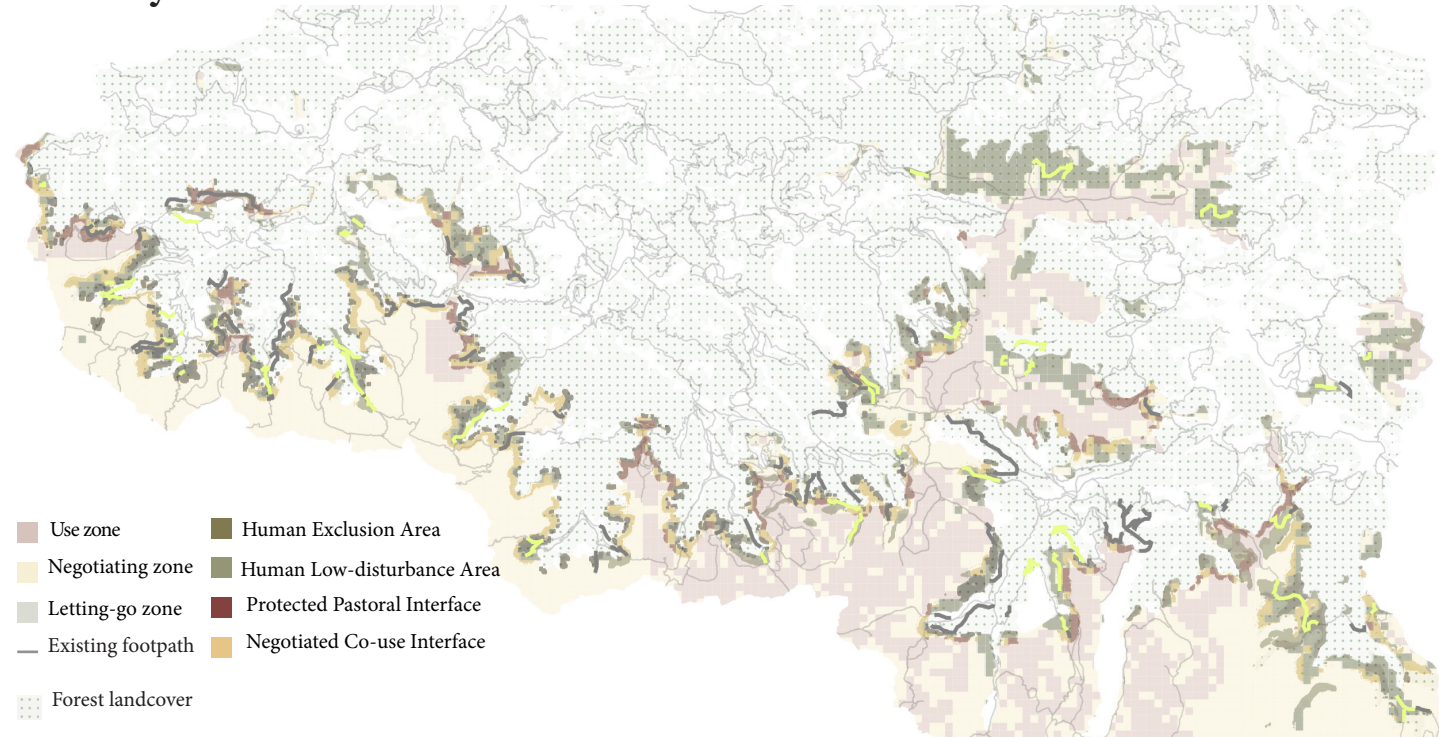 Use zone
Negotiating zone
Letting-go zone
Existing footpath
Forest landcover
Human Exclusion Area
Human Low-disturbance Area
Protected Pastoral Interface
Negotiated Co-use Interface